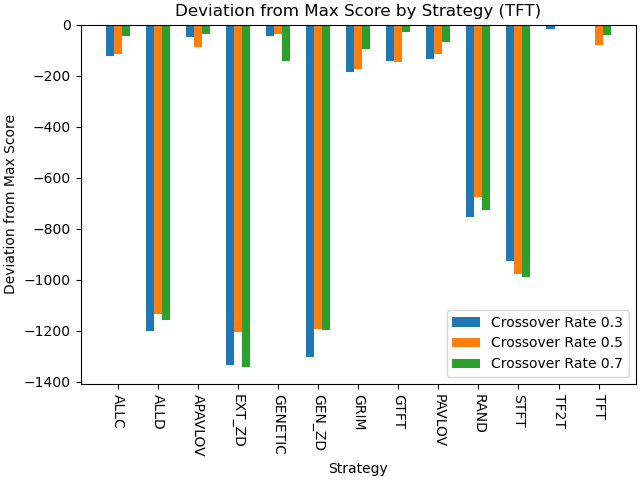 Deviation from Max Score by Strategy (TFT)
Deviation from Max Score
0
−200
−400
−600
−800
−1000
−1200
−1400
Crossover Rate 0.3
Crossover Rate 0.5
Crossover Rate 0.7
ALLC
ALLD
APAVLOV
EXT_ZD
GENETIC
GEN_ZD
GRIM
GTFT
PAVLOV
RAND
STFT
TF2T
TFT
Strategy